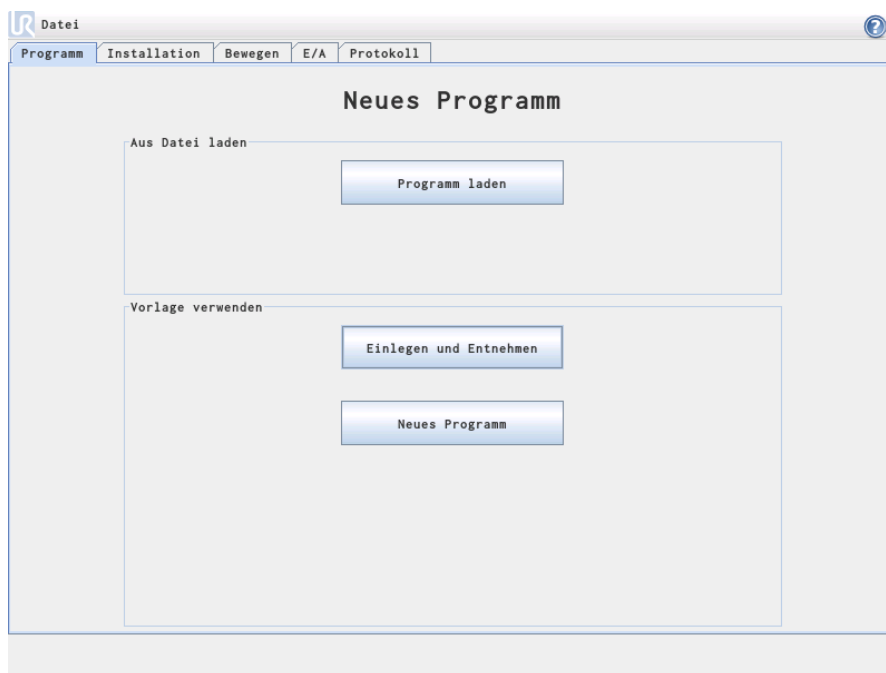 UR Datei
?
Programm Installation Bewegen E/A Protokoll
Neues Programm
Aus Datei laden
Programm laden
Vorlage verwenden
Einlegen und Entnehmen
Neues Programm